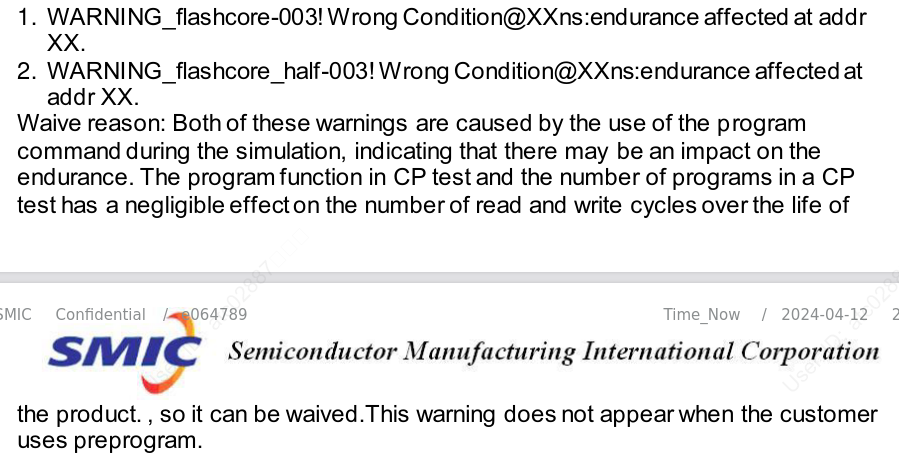 1. WARNING_flashcore-003! Wrong Condition@XXns:endurance affected at addr
XX.
2. WARNING_flashcore_half-003! Wrong Condition@XXns:endurance affected at
addr XX.
Waive reason: Both of these warnings are caused by the use of the program
command during the simulation, indicating that there may be an impact on the
endurance. The program function in CP test and the number of programs in a CP
test has a negligible effect on the number of read and write cycles over the life of
SMIC Confidential / e064789 Time_Now / 2024-04-12 2
SMIC Semiconductor Manufacturing International Corporation
the product. , so it can be waived.This warning does not appear when the customer
uses preprogram.